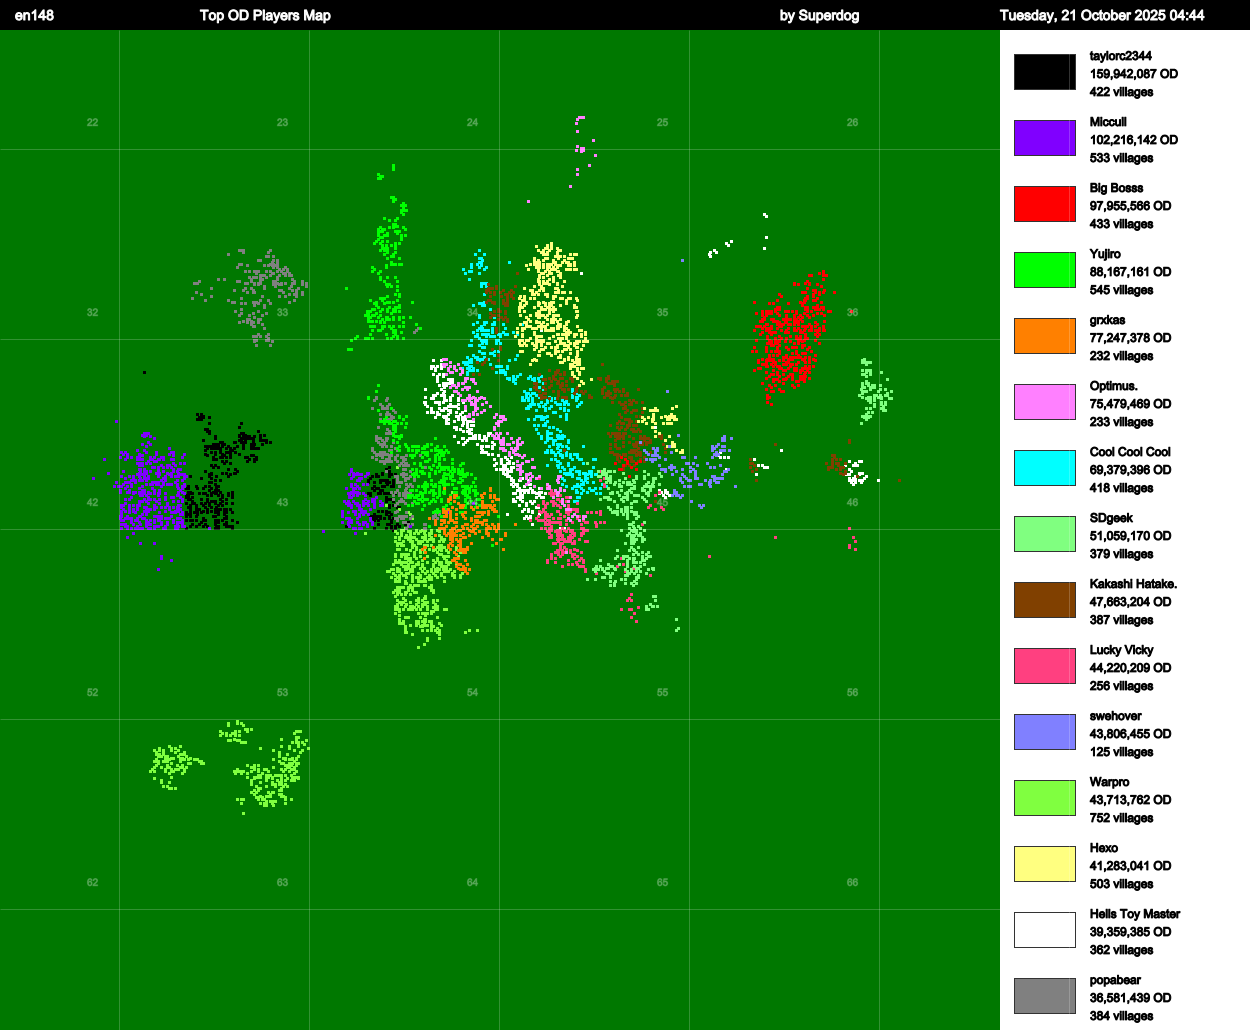 en148 Top OD Players Map by Superdog Tuesday, 21 October 2025 04:44
taylorc2344
159,942,087 OD
422 villages
Miccull
102,216,142 OD
533 villages
Big Bosss
97,955,566 OD
433 villages
Yujiro
88,167,161 OD
545 villages
grxkas
77,247,378 OD
232 villages
Optimus.
75,479,469 OD
233 villages
Cool Cool Cool
69,379,396 OD
418 villages
SDgeek
51,059,170 OD
379 villages
Kakashi Hatake.
47,663,204 OD
387 villages
Lucky Vicky
44,220,209 OD
256 villages
swehover
43,806,455 OD
125 villages
Warpro
43,713,762 OD
752 villages
Hexo
41,283,041 OD
503 villages
Hells Toy Master
39,359,385 OD
362 villages
popabear
36,581,439 OD
384 villages
22 23 24 25 26
32 33 34 35 36
42 43 46
52 53 54 55 56
62 63 64 65 66